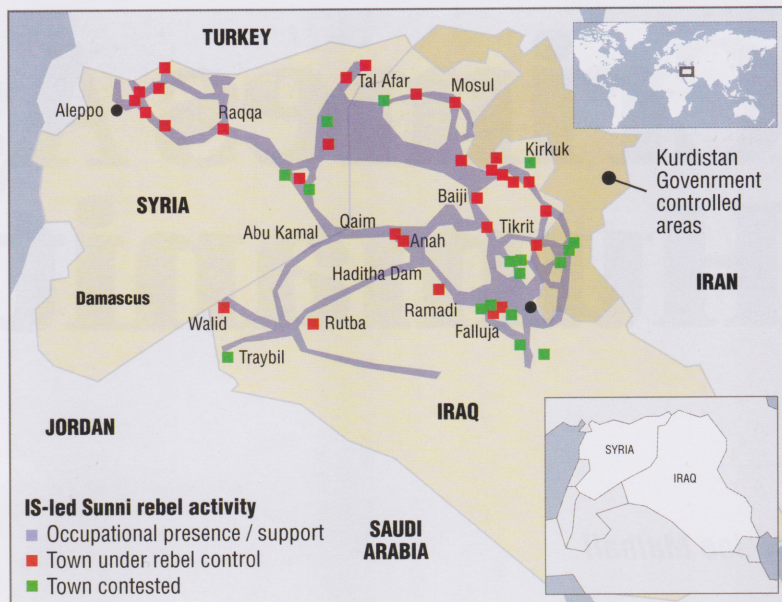 TURKEY
Tal Afar
Mosul
Aleppo
Raqqa
Kirkuk
Kurdistan
Govenrment
controlled
areas
SYRIA
Baiji
Qaim
Tikrit
Abu Kamal
Anah
Haditha Dam
IRAN
Damascus
Ramadi
Walid
Rutba
Falluja
Traybil
IRAQ
JORDAN
SYRIA
IRAQ
IS-led Sunni rebel activity
Occupational presence / support
Town under rebel control
Town contested
SAUDI
ARABIA